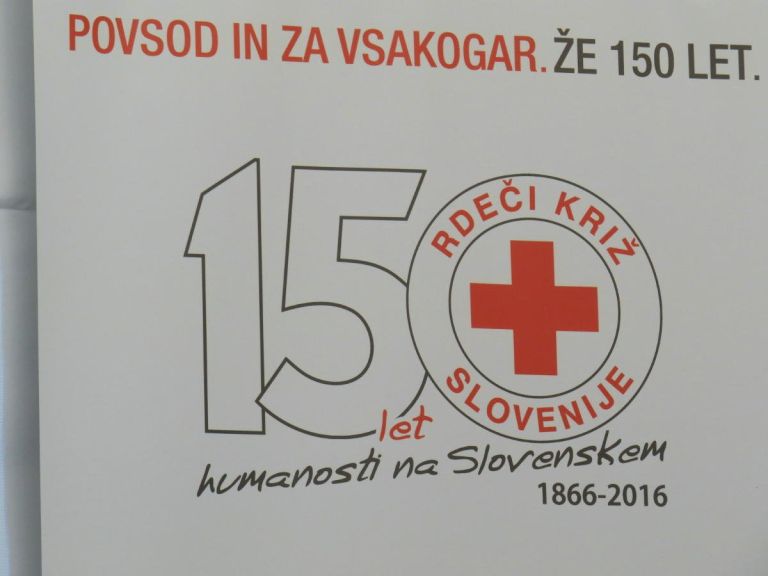 POVSOD IN ZA VSAKOGAR. ŽE 150 LET.
150
RDEČI KRIŽ
SLOVENIJE
let
humanosti na Slovenskem
1866-2016